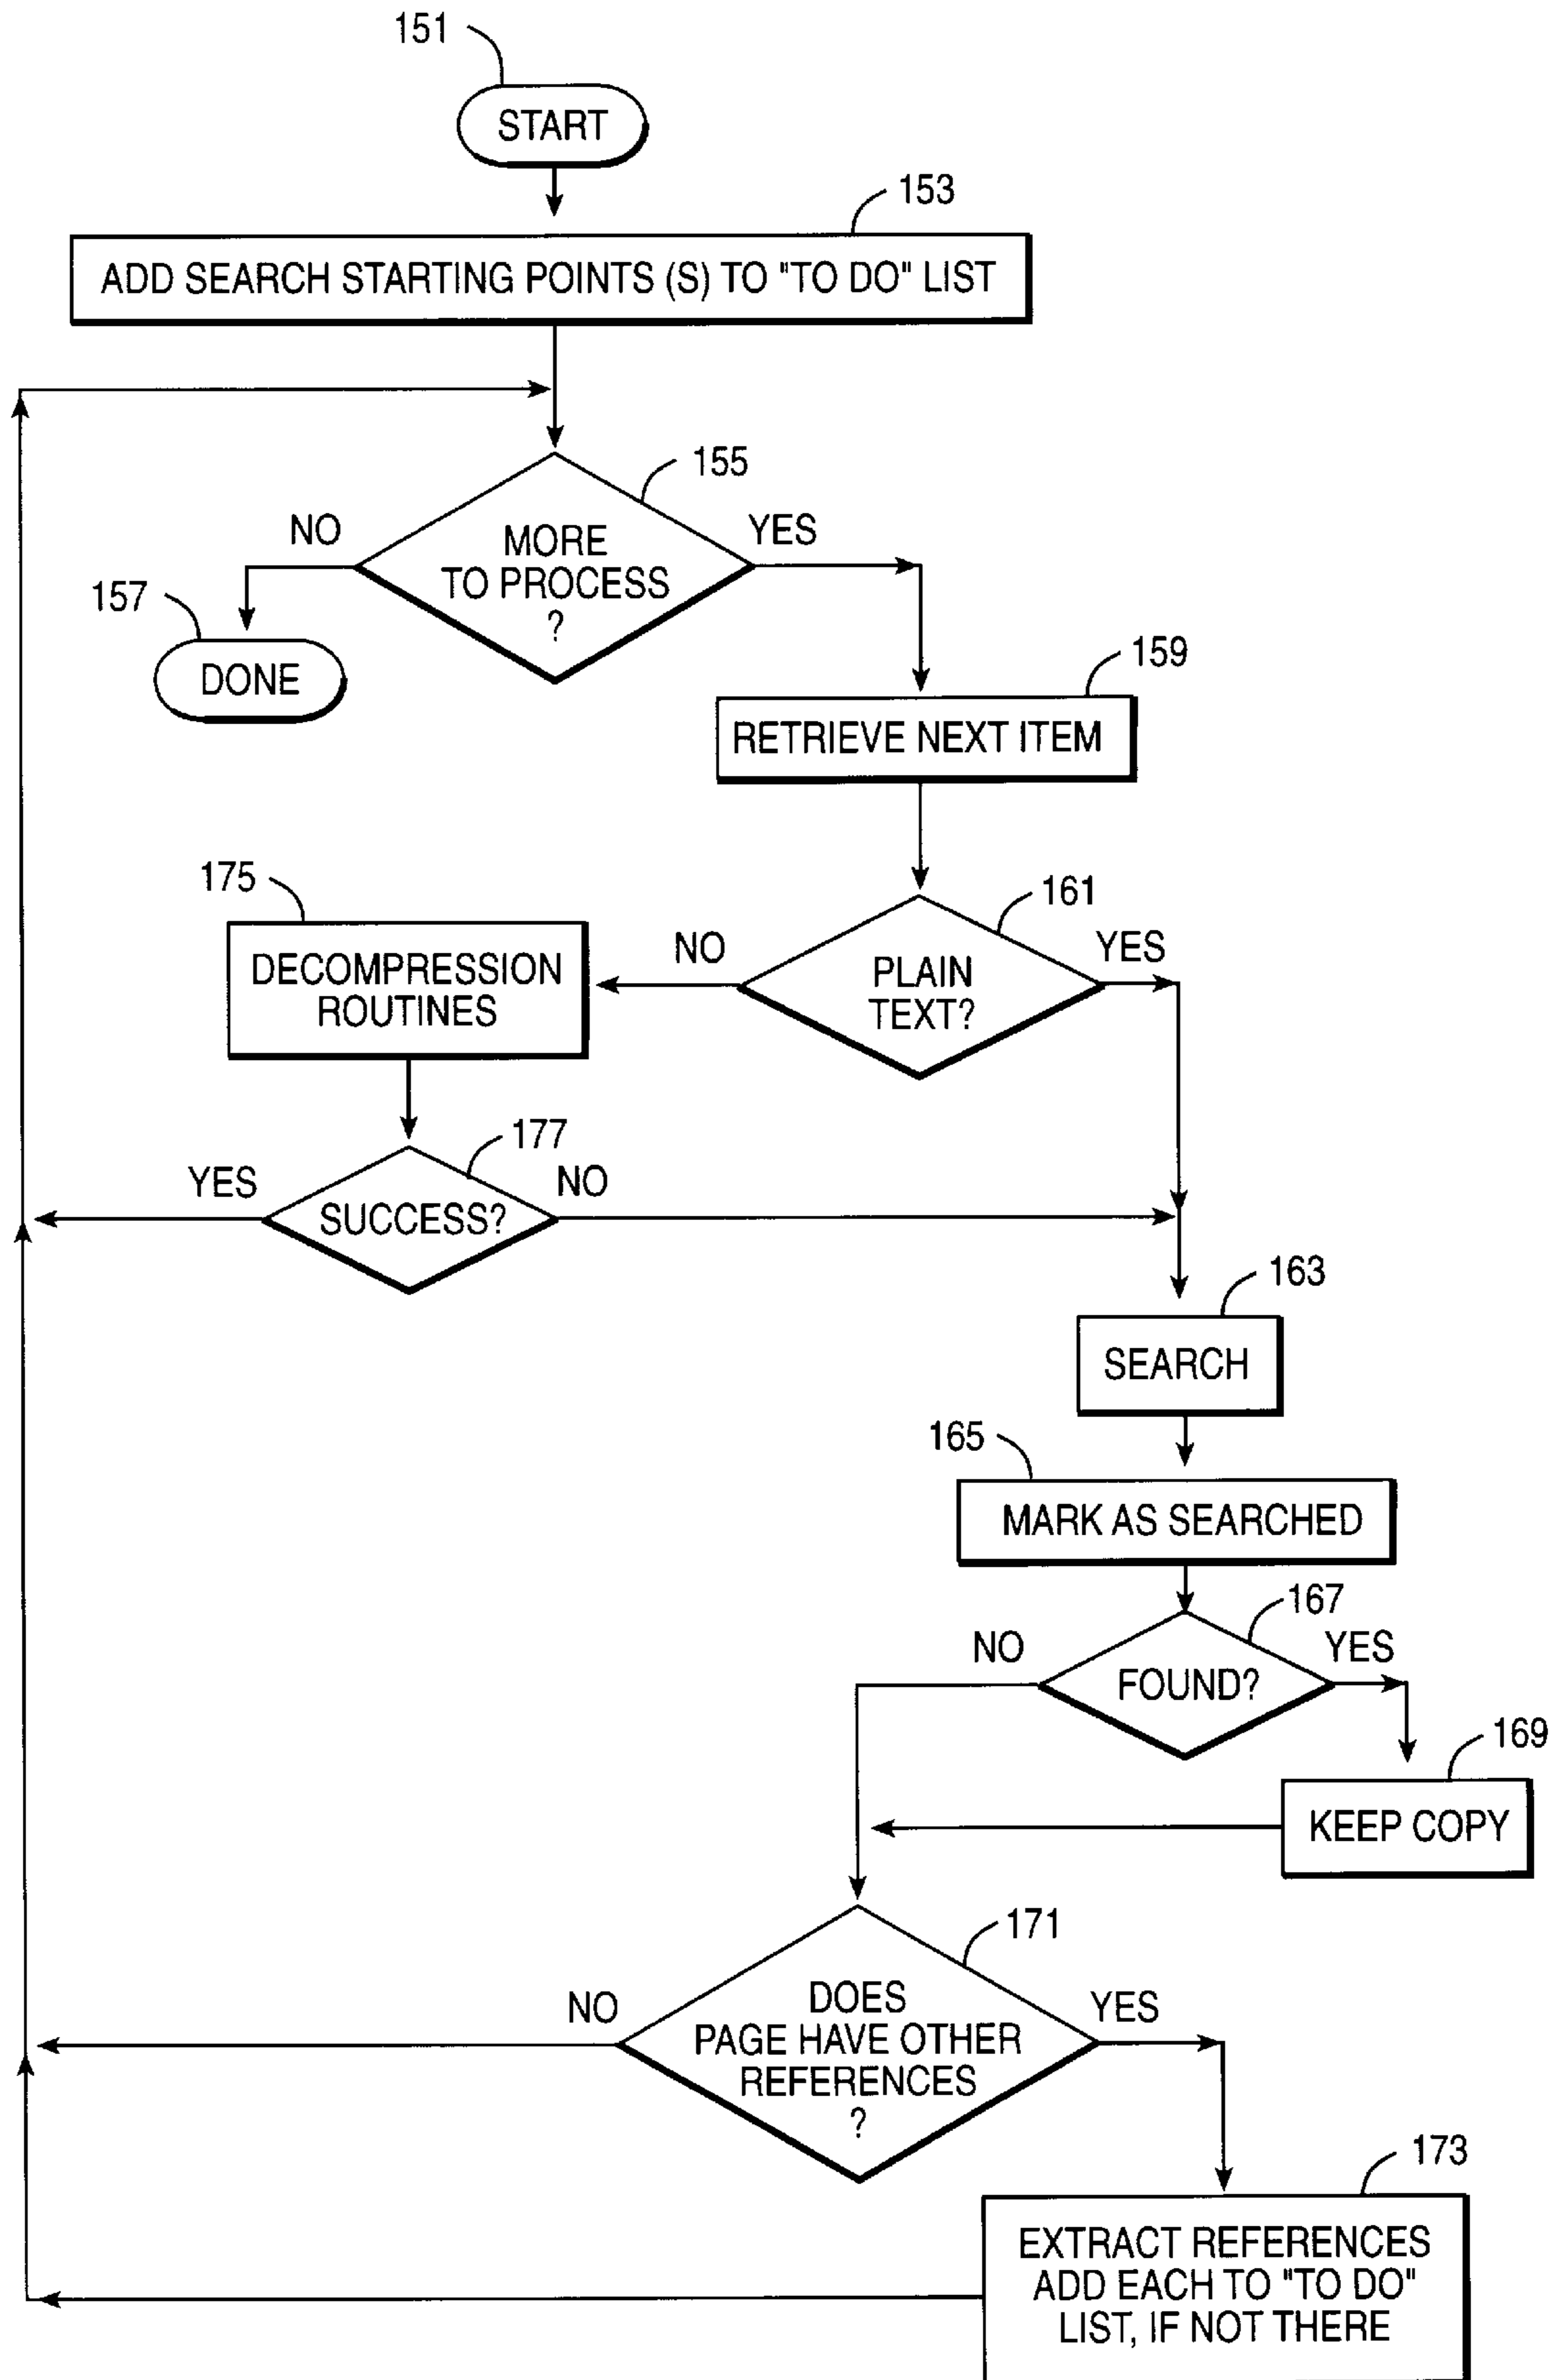 151
START
153
ADD SEARCH STARTING POINTS (S) TO "TO DO" LIST
155
NO
YES
MORE
TO PROCESS
?
157
DONE
159
RETRIEVE NEXT ITEM
175
161
DECOMPRESSION
ROUTINES
NO
YES
PLAIN
TEXT?
177
YES
NO
SUCCESS?
163
SEARCH
165
MARK AS SEARCHED
167
NO
YES
FOUND?
169
KEEP COPY
171
NO
YES
DOES
PAGE HAVE OTHER
REFERENCES
?
173
EXTRACT REFERENCES
ADD EACH TO "TO DO"
LIST, IF NOT THERE